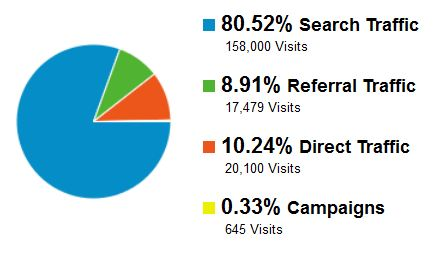 80.52% Search Traffic
158,000 Visits
8.91% Referral Traffic
17,479 Visits
10.24% Direct Traffic
20,100 Visits
0.33% Campaigns
645 Visits